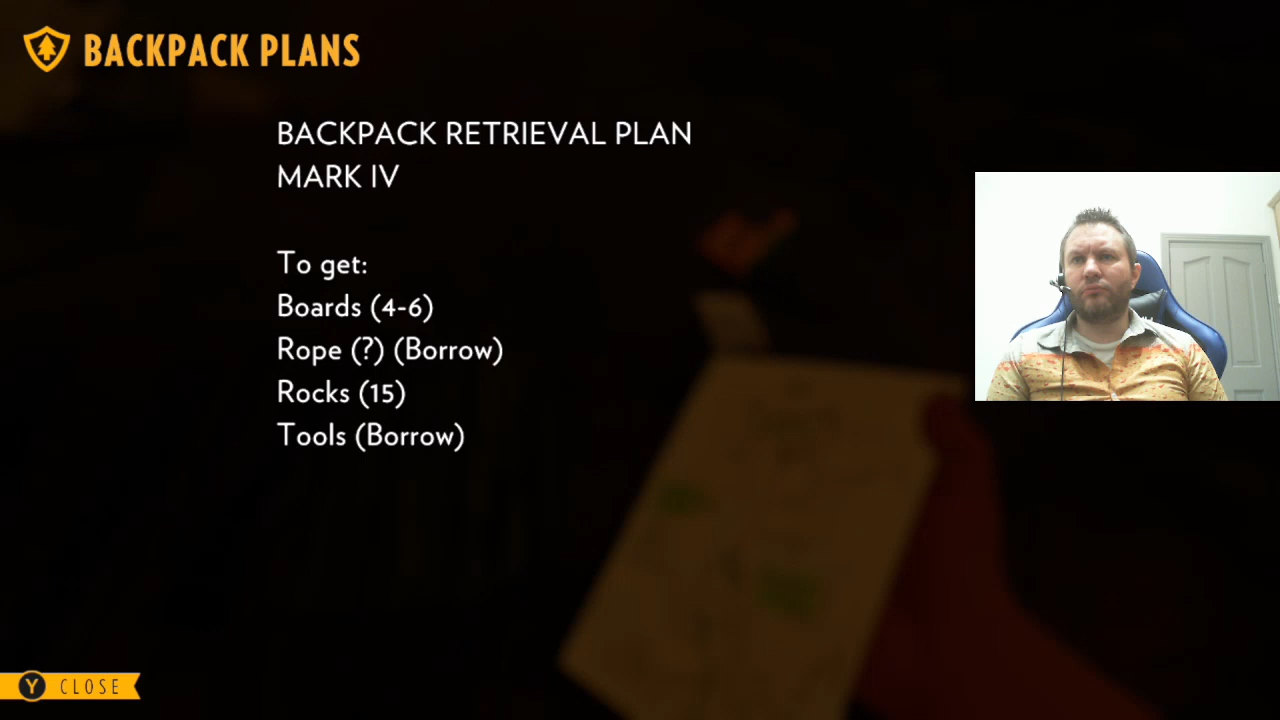 BACKPACK PLANS
BACKPACK RETRIEVAL PLAN
MARK IV
To get:
Boards (4-6)
Rope (?) (Borrow)
Rocks (15)
Tools (Borrow)
Y CLOSE